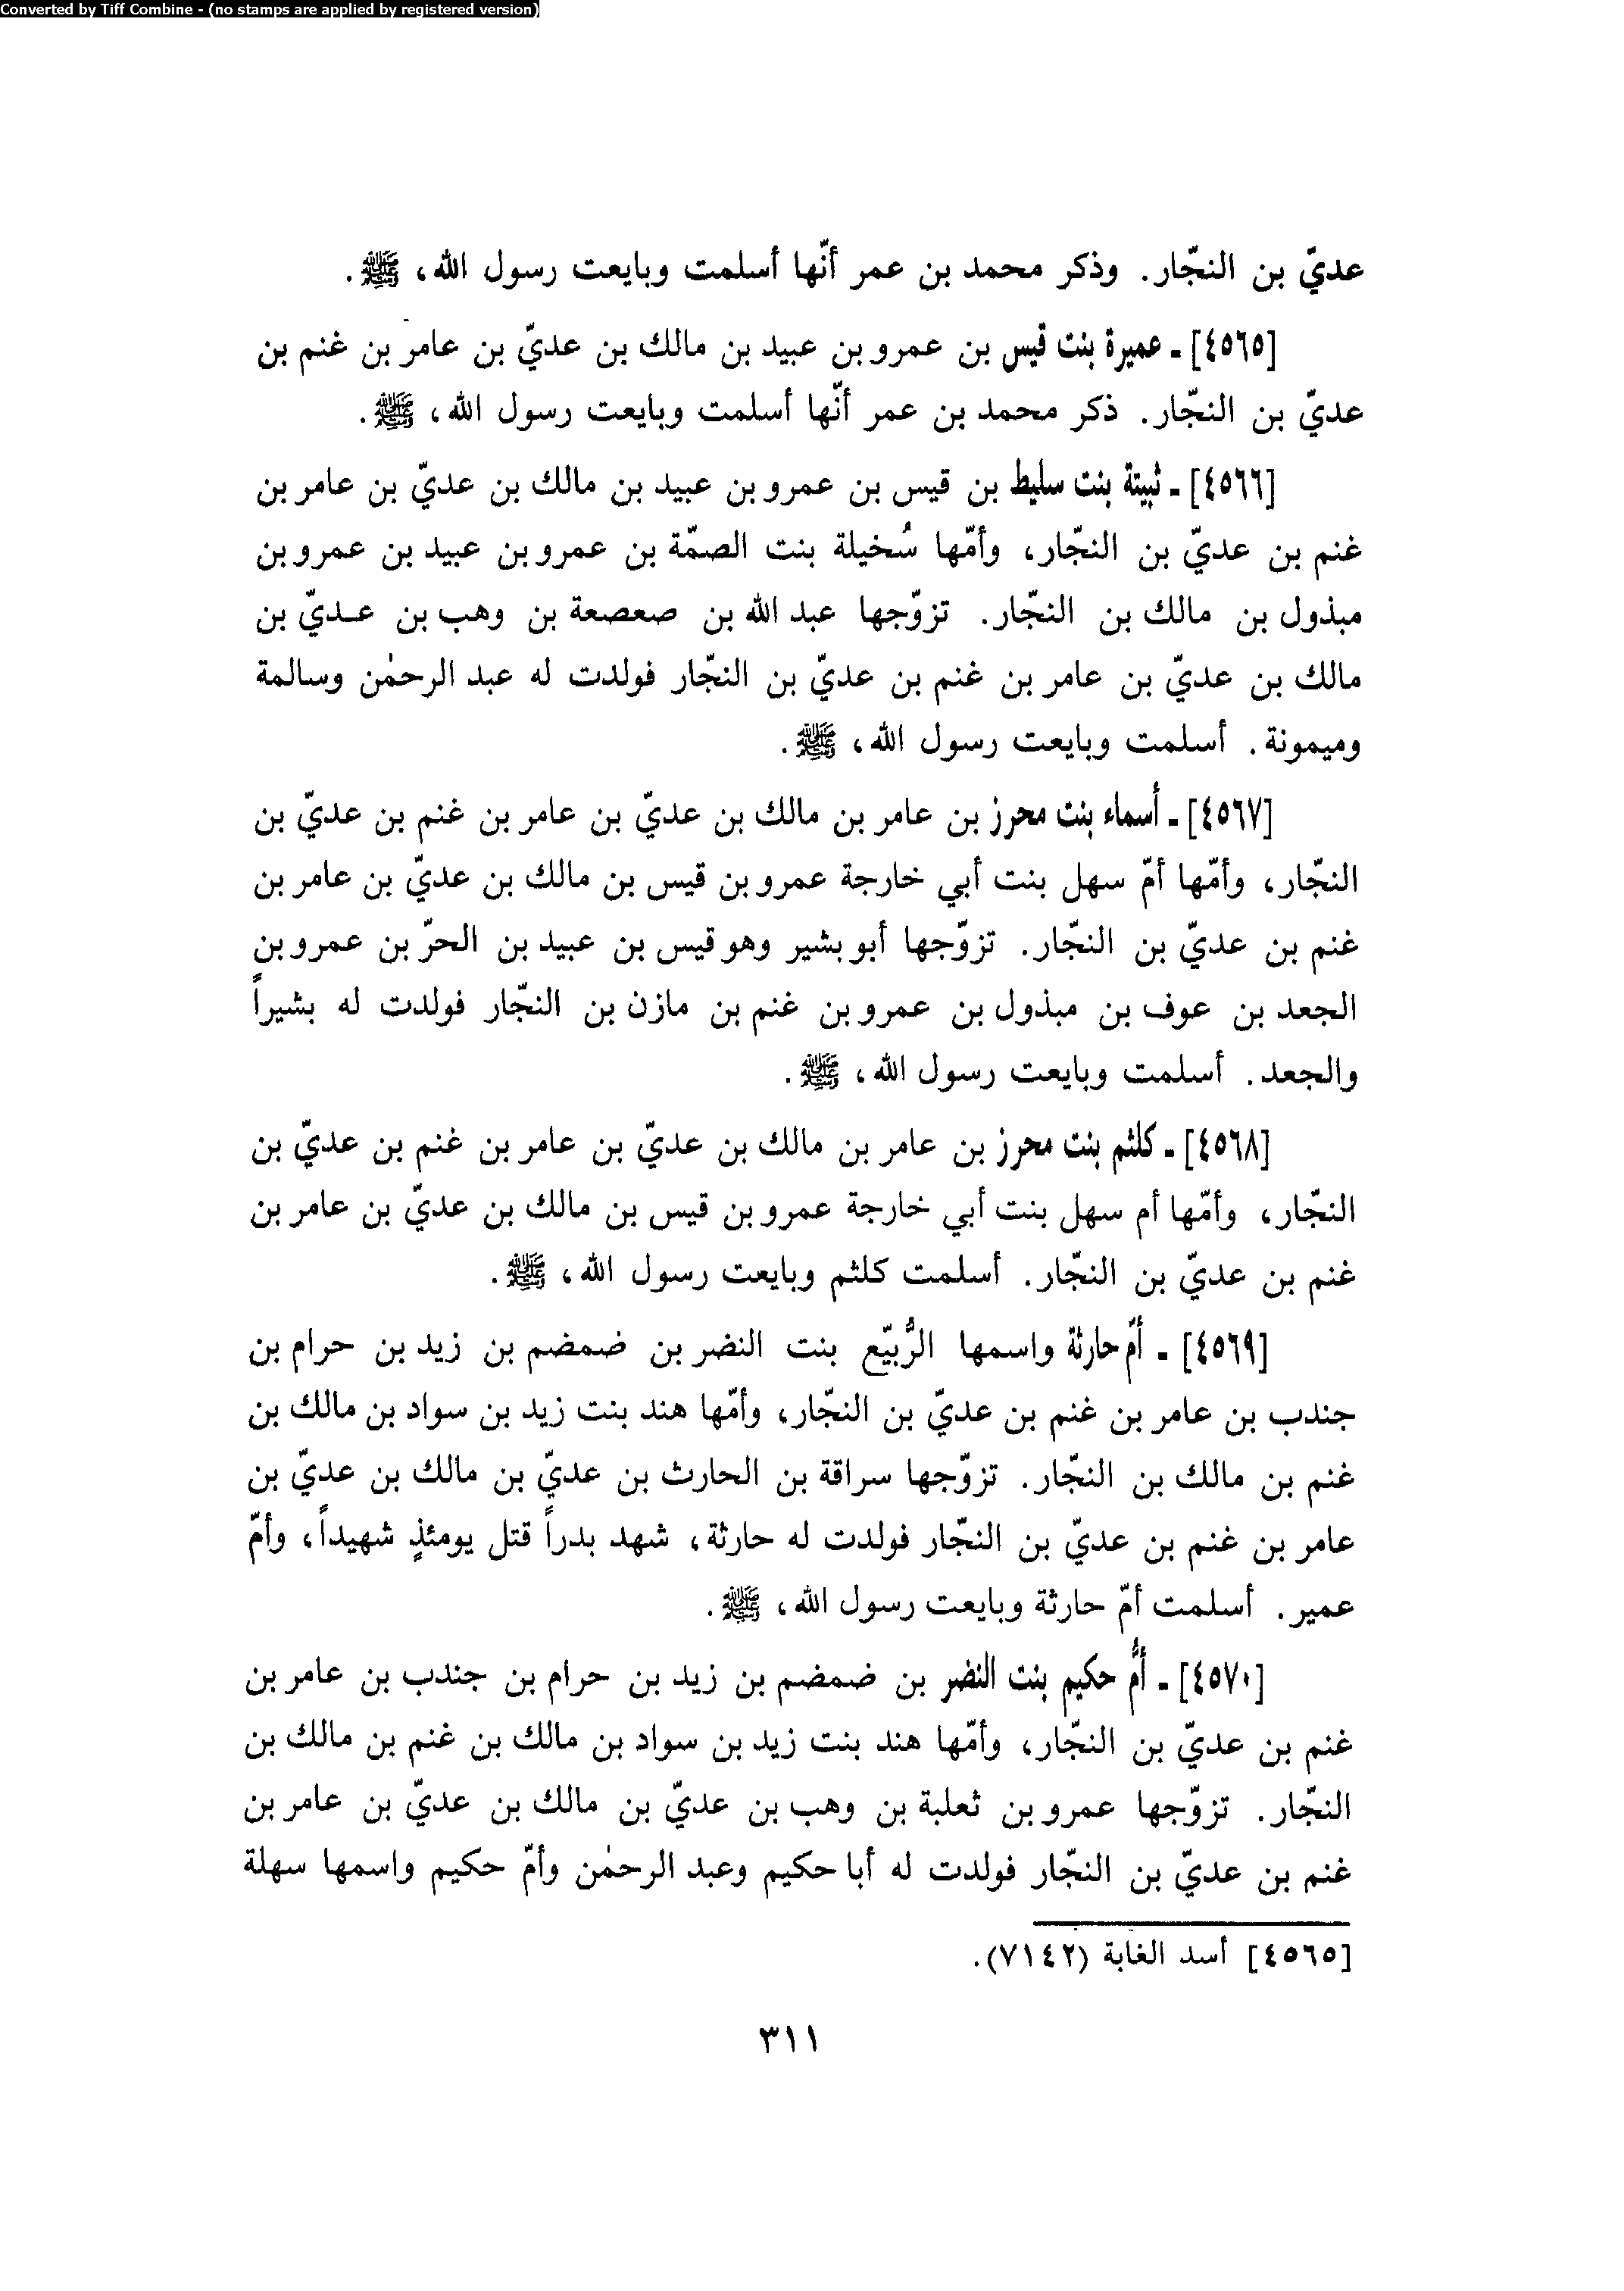 Converted by Tiff Combine - (no stamps are applied by registered version)
عديّ بن النجّار. وذكر محمد بن عمر أنّها أسلمت وبايعت رسول الله، ﷺ.
[٤٥٦٥] - عميرة بنت قيس بن عمرو بن عبيد بن مالك بن عديّ بن عامر بن غنم بن
عديّ بن النجّار. ذكر محمد بن عمر أنّها أسلمت وبايعت رسول الله، ﷺ.
[٤٥٦٦] - ثبيتة بنت سليط بن قيس بن عمرو بن عبيد بن مالك بن عديّ بن عامر بن
غنم بن عديّ بن النجّار، وأمّها سُخيلة بنت الصمّة بن عمرو بن عبيد بن عمرو بن
مبذول بن مالك بن النجّار. تزوّجها عبد الله بن صعصعة بن وهب بن عـديّ بن
مالك بن عديّ بن عامر بن غنم بن عديّ بن النجّار فولدت له عبد الرحمٰن وسالمة
وميمونة. أسلمت وبايعت رسول الله، ﷺ.
[٤٥٦٧] - أسماء بنت محرز بن عامر بن مالك بن عديّ بن عامر بن غنم بن عديّ بن
النجّار، وأمّها أمّ سهل بنت أبي خارجة عمرو بن قيس بن مالك بن عديّ بن عامر بن
غنم بن عديّ بن النجّار. تزوّجها أبو بشير وهو قيس بن عبيد بن الحرّ بن عمرو بن
الجعد بن عوف بن مبذول بن عمرو بن غنم بن مازن بن النجّار فولدت له بشيراً
والجعد. أسلمت وبايعت رسول الله، ﷺ.
[٤٥٦٨] - كلثم بنت محرز بن عامر بن مالك بن عديّ بن عامر بن غنم بن عديّ بن
النجّار، وأمّها أم سهل بنت أبي خارجة عمرو بن قيس بن مالك بن عديّ بن عامر بن
غنم بن عديّ بن النجّار. أسلمت كلثم وبايعت رسول الله، ﷺ.
[٤٥٦٩] - أمّ حارثة واسمها الرُّبيّع بنت النضر بن ضمضم بن زيد بن حرام بن
جندب بن عامر بن غنم بن عديّ بن النجّار، وأمّها هند بنت زيد بن سواد بن مالك بن
غنم بن مالك بن النجّار. تزوّجها سراقة بن الحارث بن عديّ بن مالك بن عديّ بن
عامر بن غنم بن عديّ بن النجّار فولدت له حارثة، شهد بدراً قتل يومئذٍ شهيداً، وأمّ
عمير. أسلمت أمّ حارثة وبايعت رسول الله، ﷺ.
[٤٥٧٠] - أمُّ حكيم بنت النضر بن ضمضم بن زيد بن حرام بن جندب بن عامر بن
غنم بن عديّ بن النجّار، وأمّها هند بنت زيد بن سواد بن مالك بن غنم بن مالك بن
النجّار. تزوّجها عمرو بن ثعلبة بن وهب بن عديّ بن مالك بن عديّ بن عامر بن
غنم بن عديّ بن النجّار فولدت له أبا حكيم وعبد الرحمٰن وأمّ حكيم واسمها سهلة
[٤٥٦٥] أسد الغابة (٧١٤٢).
٣١١